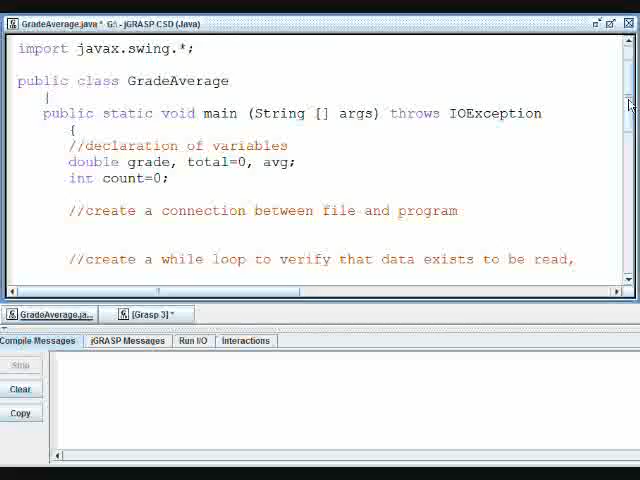 GradeAverage.java * G:\ - jGRASP CSD (Java)
import javax.swing.*;
public class GradeAverage
{
public static void main (String [] args) throws IOException
{
//declaration of variables
double grade, total=0, avg;
int count=0;
//create a connection between file and program
//create a while loop to verify that data exists to be read,
GradeAverage.ja... [Grasp 3] *
Compile Messages jGRASP Messages Run I/O Interactions
Stop
Clear
Copy